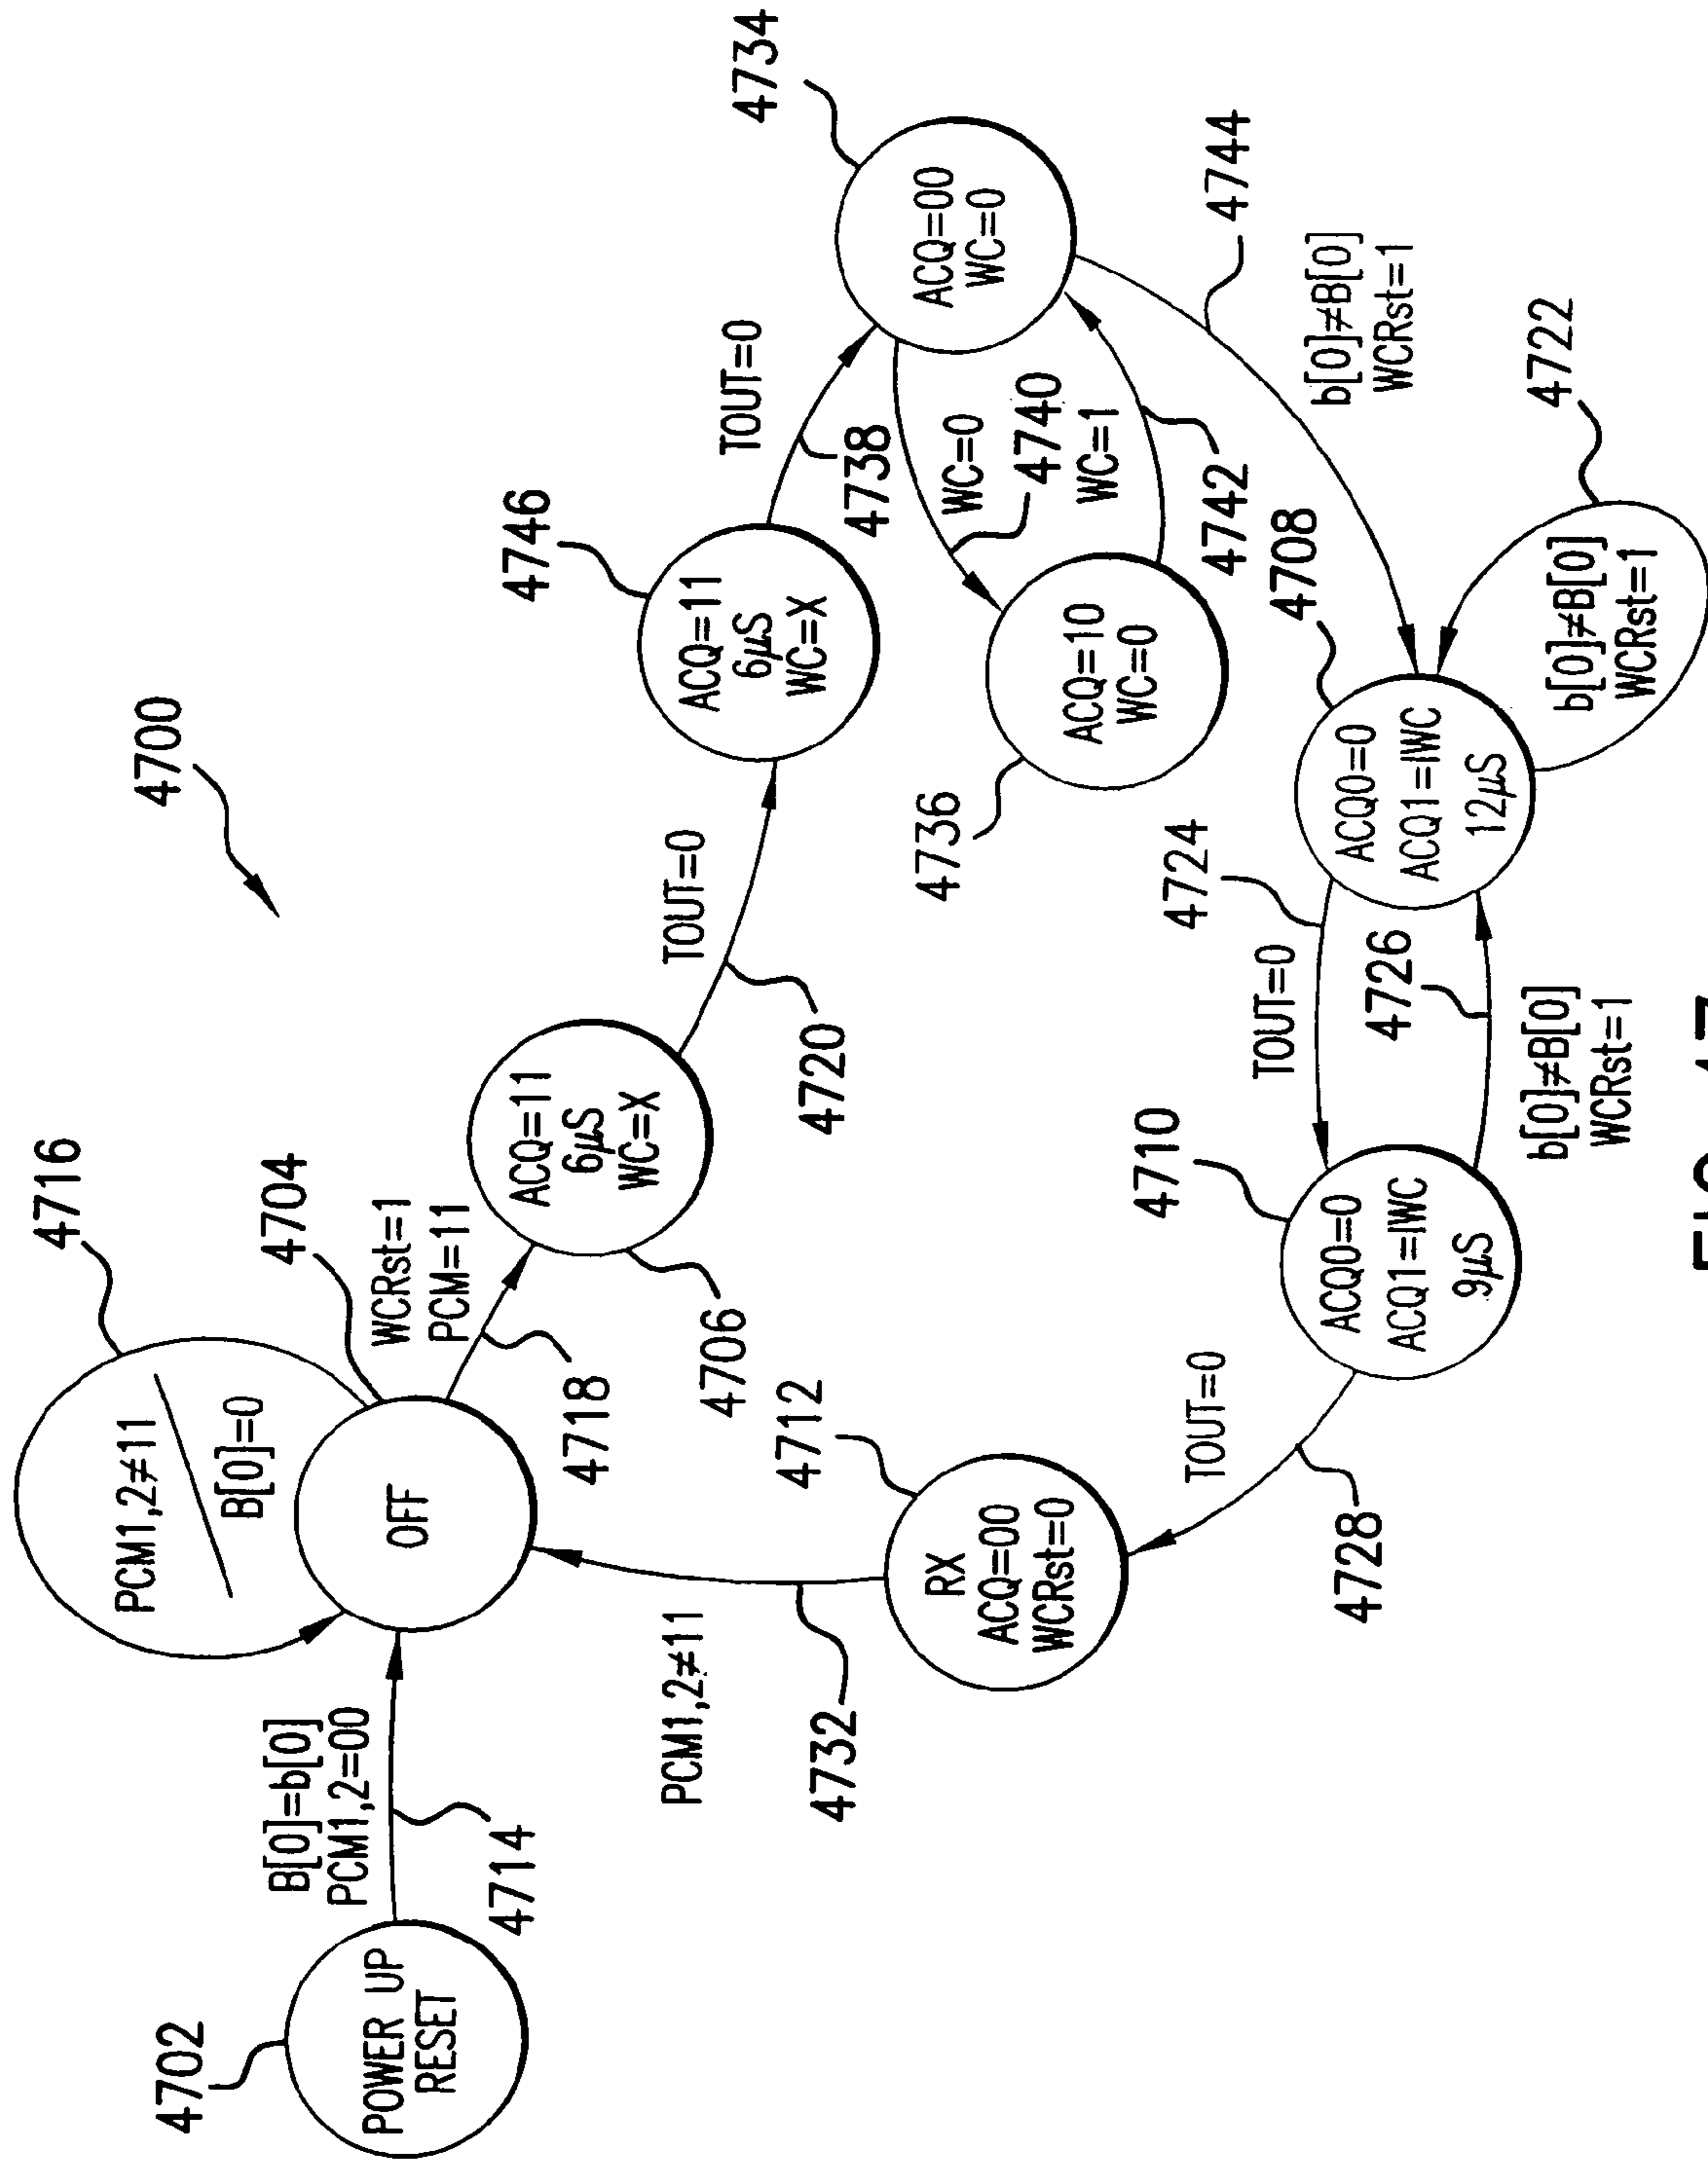 4700
4716
PCM1,2≠11
B[0]=0
4702
POWER UP
RESET
B[0]=b[0]
PCM1,2=00
4714
4704
OFF
WCRst=1
PCM=11
4718
4706
ACQ=11
6µS
WC=X
TOUT=0
4720
4746
ACQ=11
6µS
WC=X
TOUT=0
4738
4734
ACQ=00
WC=0
WC=0
4740
WC=1
4742
4736
ACQ=10
WC=0
4744
b[0]≠B[0]
WCRst=1
PCM1,2≠11
4732
4712
RX
ACQ=00
WCRst=0
TOUT=0
4728
4710
ACQ0=0
ACQ1=IWC
9µS
4724
TOUT=0
4726
b[0]≠B[0]
WCRst=1
4708
ACQ0=0
ACQ1=IWC
12µS
4722
b[0]≠B[0]
WCRst=1